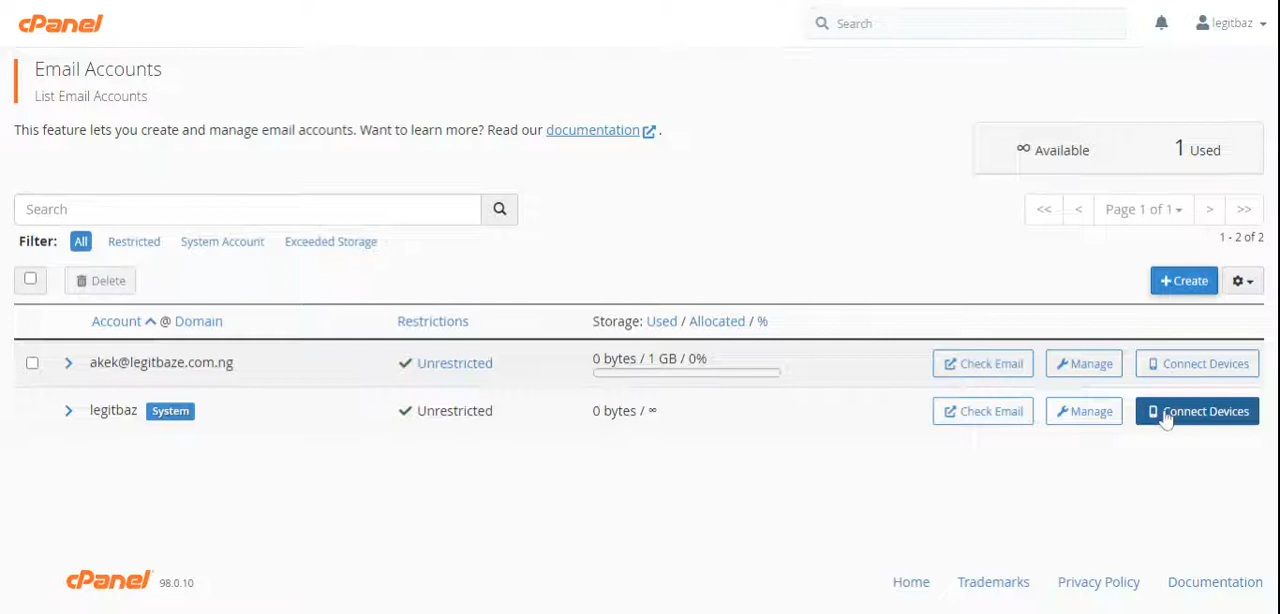 cPanel Search legitbaz
Email Accounts
List Email Accounts
This feature lets you create and manage email accounts. Want to learn more? Read our documentation .
∞ Available 1 Used
Search << < Page 1 of 1 > >>
Filter: All Restricted System Account Exceeded Storage 1 - 2 of 2
Delete + Create
Account @ Domain Restrictions Storage: Used / Allocated / %
akek@legitbaze.com.ng Unrestricted 0 bytes / 1 GB / 0% Check Email Manage Connect Devices
legitbaz System Unrestricted 0 bytes / ∞ Check Email Manage Connect Devices
cPanel 98.0.10 Home Trademarks Privacy Policy Documentation